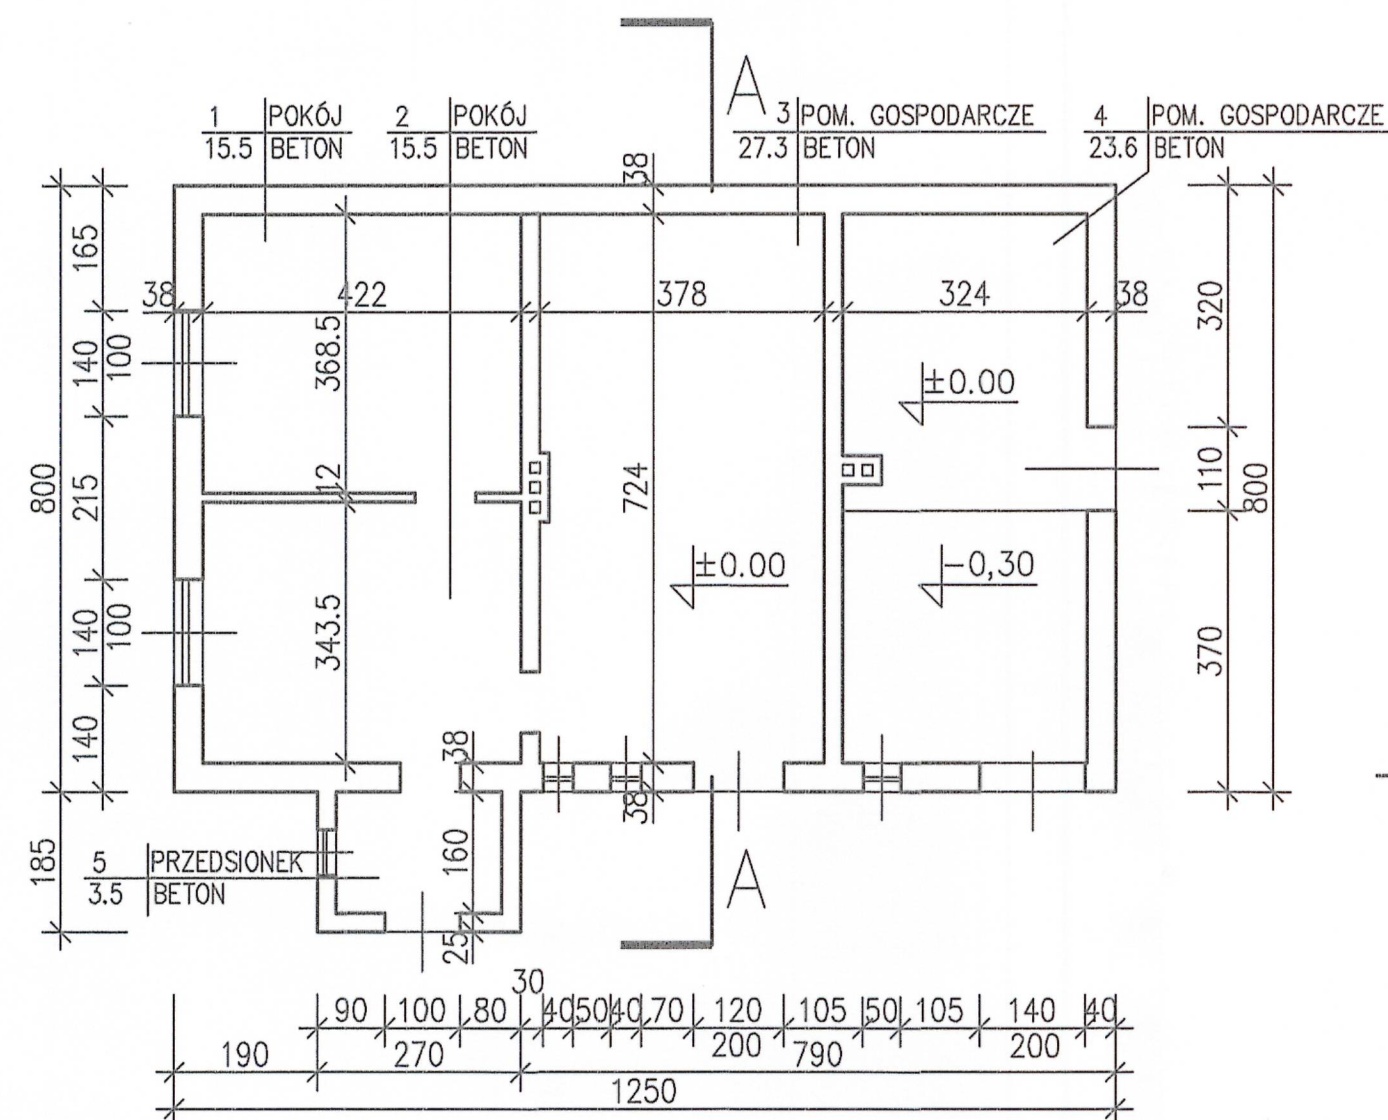 A
1 POKÓJ
15.5 BETON
2 POKÓJ
15.5 BETON
3 POM. GOSPODARCZE
27.3 BETON
4 POM. GOSPODARCZE
23.6 BETON
38
165
38
422
378
324
38
320
140
100
368.5
±0.00
800
215
12
724
110
800
±0.00
-0,30
140
100
343.5
370
140
38
38
185
160
5 PRZEDSIONEK
3.5 BETON
A
25
30
90 100 80 40 50 40 70 120 105 50 105 140 40
200 200
190 270 790
1250